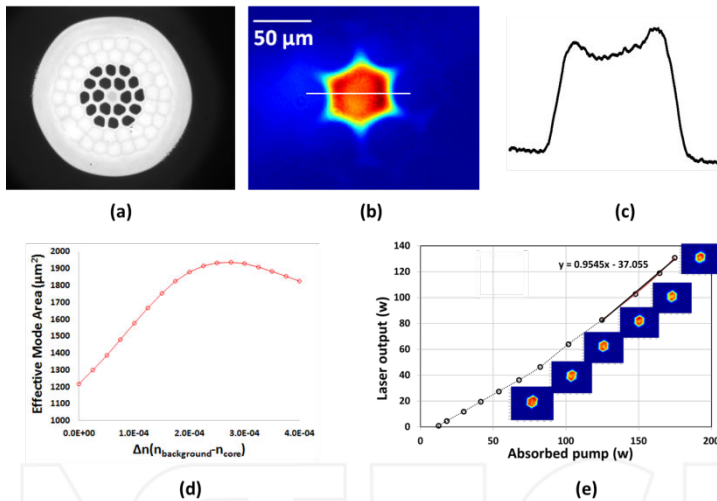 50 µm
(a)
(b)
(c)
Effective Mode Area (µm²)
2000
1900
1800
1700
1600
1500
1400
1300
1200
1100
1000
0.0E+00 1.0E-04 2.0E-04 3.0E-04 4.0E-04
Δn(nbackground-ncore)
(d)
Laser output (w)
140
120
100
80
60
40
20
0
y = 0.9545x - 37.055
0 50 100 150 200
Absorbed pump (w)
(e)